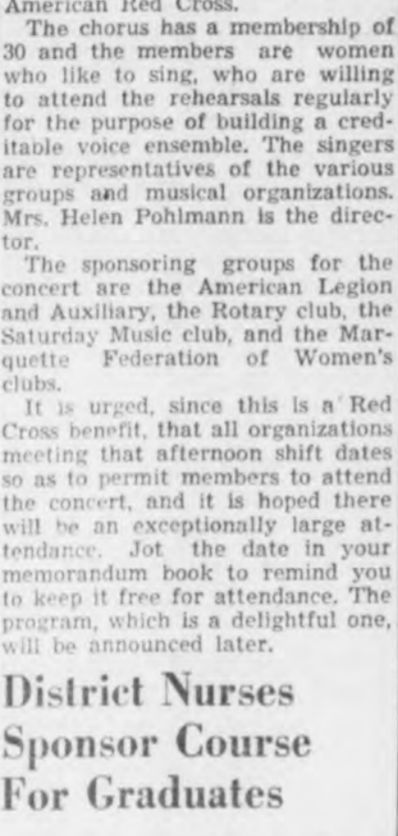 American Red Cross.
The chorus has a membership of
30 and the members are women
who like to sing, who are willing
to attend the rehearsals regularly
for the purpose of building a cred-
itable voice ensemble. The singers
are representatives of the various
groups and musical organizations.
Mrs. Helen Pohlmann is the direc-
tor.
The sponsoring groups for the
concert are the American Legion
and Auxiliary, the Rotary club, the
Saturday Music club, and the Mar-
quette Federation of Women's
clubs.
It is urged, since this is a Red
Cross benefit, that all organizations
meeting that afternoon shift dates
so as to permit members to attend
the concert, and it is hoped there
will be an exceptionally large at-
tendance. Jot the date in your
memorandum book to remind you
to keep it free for attendance. The
program, which is a delightful one,
will be announced later.
District Nurses
Sponsor Course
For Graduates